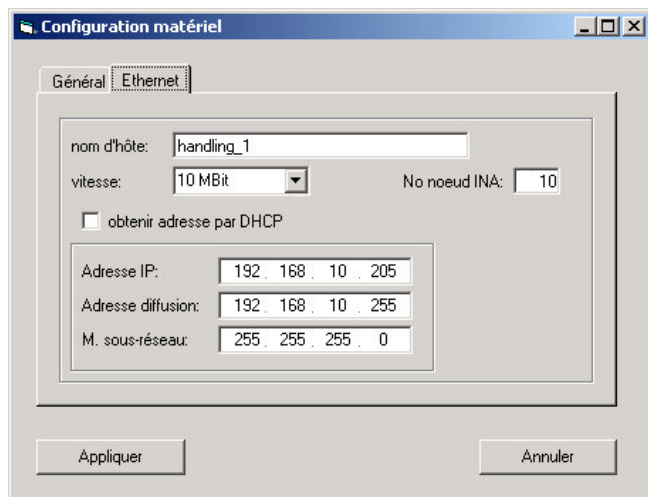 Configuration matériel
Général Ethernet
nom d'hôte: handling_1
vitesse: 10 MBit No noeud INA: 10
obtenir adresse par DHCP
Adresse IP: 192 . 168 . 10 . 205
Adresse diffusion: 192 . 168 . 10 . 255
M. sous-réseau: 255 . 255 . 255 . 0
Appliquer Annuler